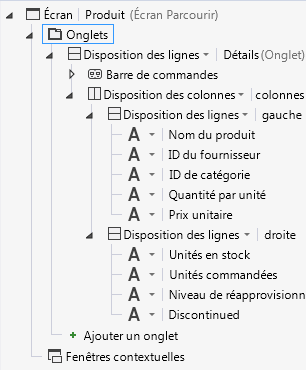 Écran | Produit (Écran Parcourir)
Onglets
Disposition des lignes | Détails (Onglet)
Barre de commandes
Disposition des colonnes | colonnes
Disposition des lignes | gauche
A Nom du produit
A ID du fournisseur
A ID de catégorie
A Quantité par unité
A Prix unitaire
Disposition des lignes | droite
A Unités en stock
A Unités commandées
A Niveau de réapprovisionn
A Discontinued
Ajouter un onglet
Fenêtres contextuelles